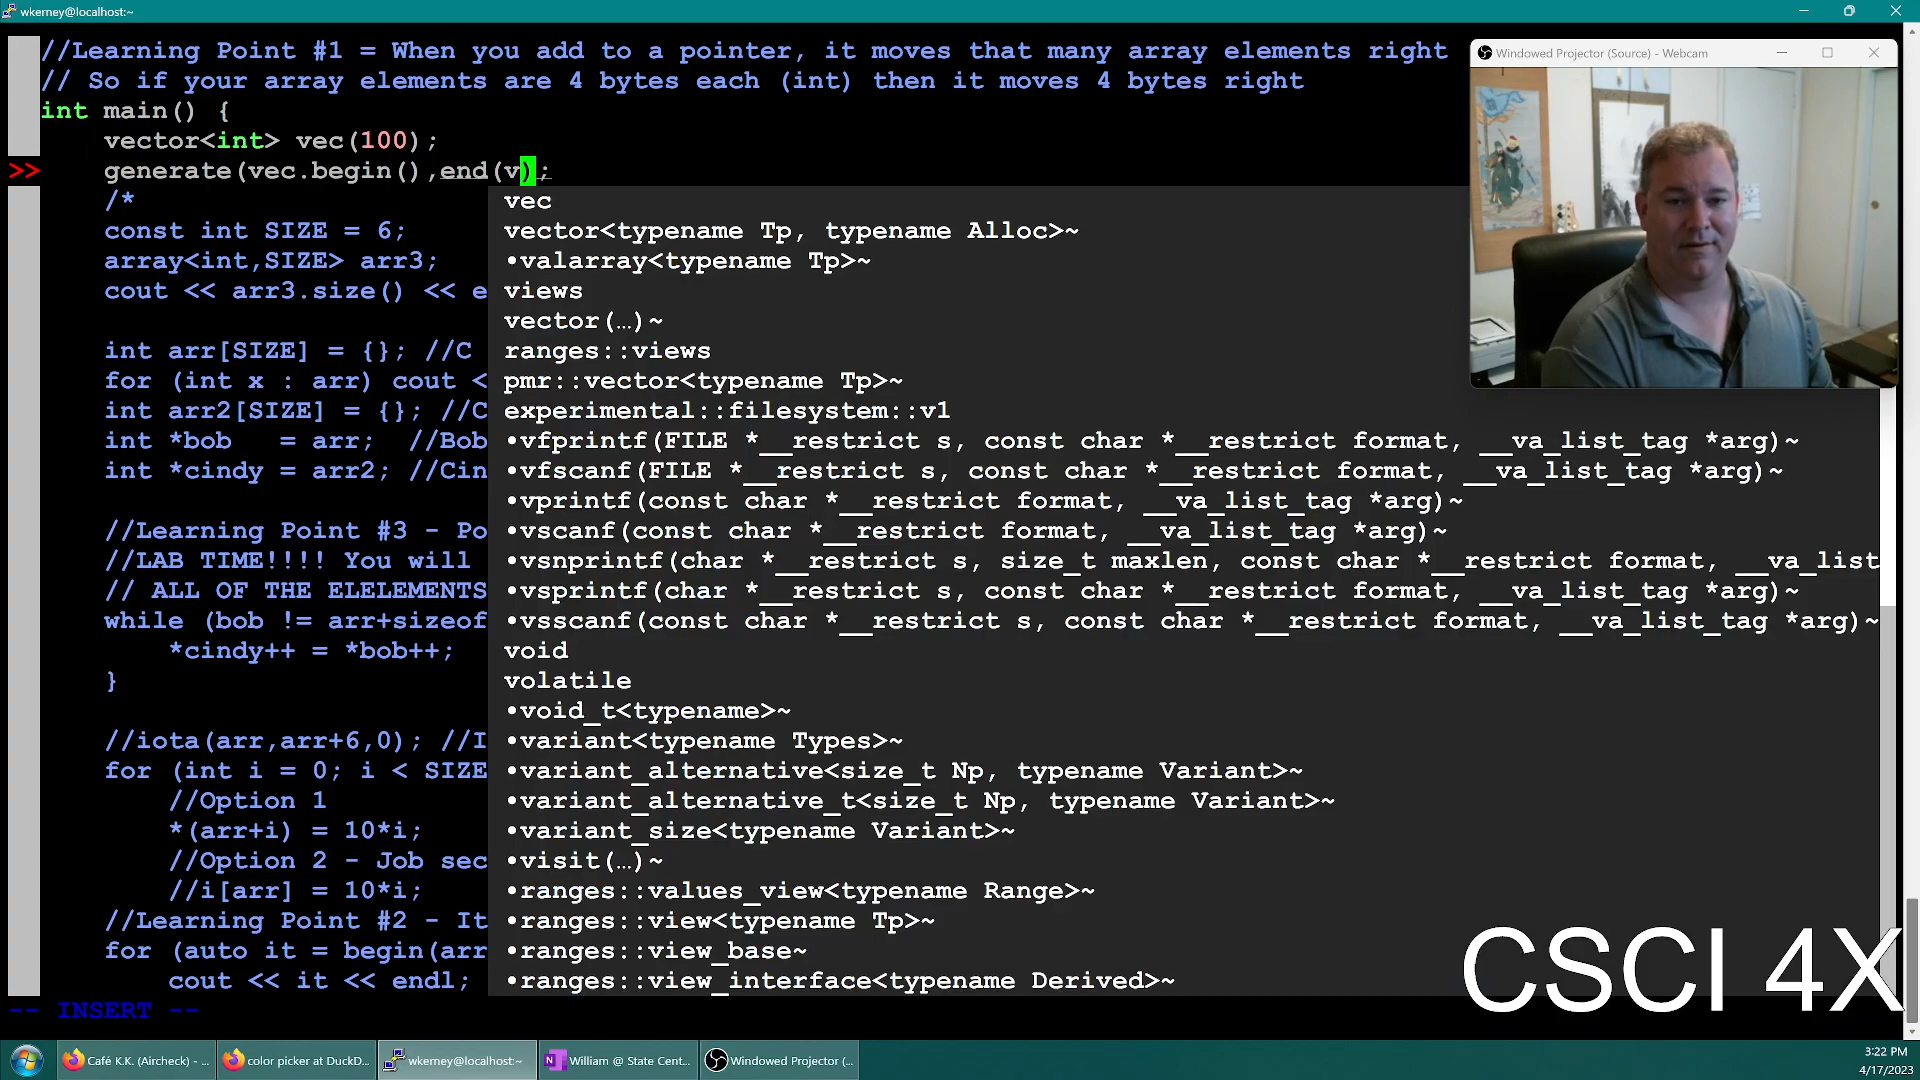 wkerney@localhost:~
//Learning Point #1 = When you add to a pointer, it moves that many array elements right
// So if your array elements are 4 bytes each (int) then it moves 4 bytes right
int main() {
vector<int> vec(100);
>> generate(vec.begin(),end(v);
/*
const int SIZE = 6;
array<int,SIZE> arr3;
cout << arr3.size() << e
int arr[SIZE] = {}; //C
for (int x : arr) cout <
int arr2[SIZE] = {}; //C
int *bob   = arr;  //Bob
int *cindy = arr2; //Cin
//Learning Point #3 - Po
//LAB TIME!!!! You will
// ALL OF THE ELELEMENTS
while (bob != arr+sizeof
*cindy++ = *bob++;
}
//iota(arr,arr+6,0); //I
for (int i = 0; i < SIZE
//Option 1
*(arr+i) = 10*i;
//Option 2 - Job sec
//i[arr] = 10*i;
//Learning Point #2 - It
for (auto it = begin(arr
cout << it << endl;
-- INSERT --
vec
vector<typename Tp, typename Alloc>~
•valarray<typename Tp>~
views
vector(…)~
ranges::views
pmr::vector<typename Tp>~
experimental::filesystem::v1
•vfprintf(FILE *__restrict s, const char *__restrict format, __va_list_tag *arg)~
•vfscanf(FILE *__restrict s, const char *__restrict format, __va_list_tag *arg)~
•vprintf(const char *__restrict format, __va_list_tag *arg)~
•vscanf(const char *__restrict format, __va_list_tag *arg)~
•vsnprintf(char *__restrict s, size_t maxlen, const char *__restrict format, __va_list
•vsprintf(char *__restrict s, const char *__restrict format, __va_list_tag *arg)~
•vsscanf(const char *__restrict s, const char *__restrict format, __va_list_tag *arg)~
void
volatile
•void_t<typename>~
•variant<typename Types>~
•variant_alternative<size_t Np, typename Variant>~
•variant_alternative_t<size_t Np, typename Variant>~
•variant_size<typename Variant>~
•visit(…)~
•ranges::values_view<typename Range>~
•ranges::view<typename Tp>~
•ranges::view_base~
•ranges::view_interface<typename Derived>~
Windowed Projector (Source) - Webcam
CSCI 4X
Café K.K. (Aircheck) - ...
color picker at DuckD...
wkerney@localhost:~
William @ State Cent...
Windowed Projector (...
3:22 PM
4/17/2023